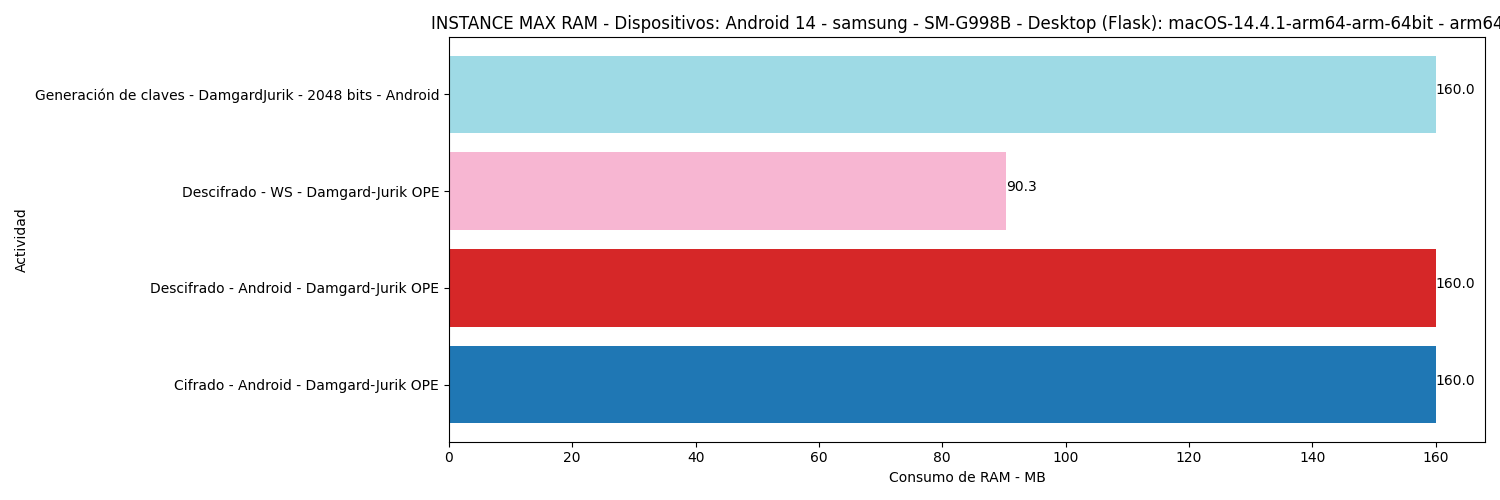 INSTANCE MAX RAM - Dispositivos: Android 14 - samsung - SM-G998B - Desktop (Flask): macOS-14.4.1-arm64-arm-64bit - arm64
Actividad
Generación de claves - DamgardJurik - 2048 bits - Android
160.0
Descifrado - WS - Damgard-Jurik OPE
90.3
Descifrado - Android - Damgard-Jurik OPE
160.0
Cifrado - Android - Damgard-Jurik OPE
160.0
0 20 40 60 80 100 120 140 160
Consumo de RAM - MB